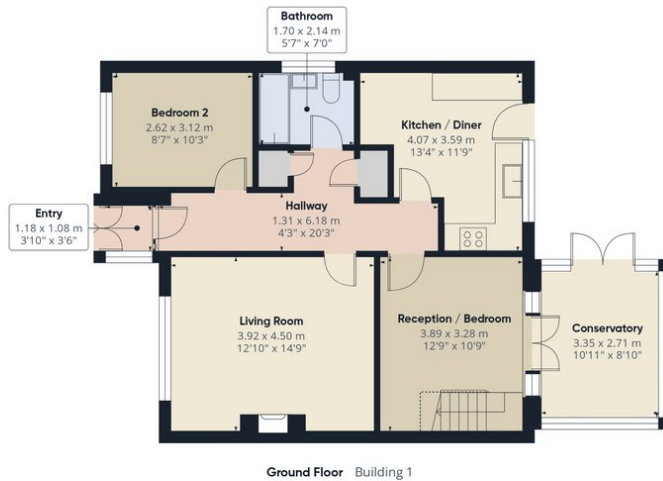 Bathroom
1.70 x 2.14 m
5'7" x 7'0"
Bedroom 2
2.62 x 3.12 m
8'7" x 10'3"
Kitchen / Diner
4.07 x 3.59 m
13'4" x 11'9"
Entry
1.18 x 1.08 m
3'10" x 3'6"
Hallway
1.31 x 6.18 m
4'3" x 20'3"
Living Room
3.92 x 4.50 m
12'10" x 14'9"
Reception / Bedroom
3.89 x 3.28 m
12'9" x 10'9"
Conservatory
3.35 x 2.71 m
10'11" x 8'10"
Ground Floor Building 1